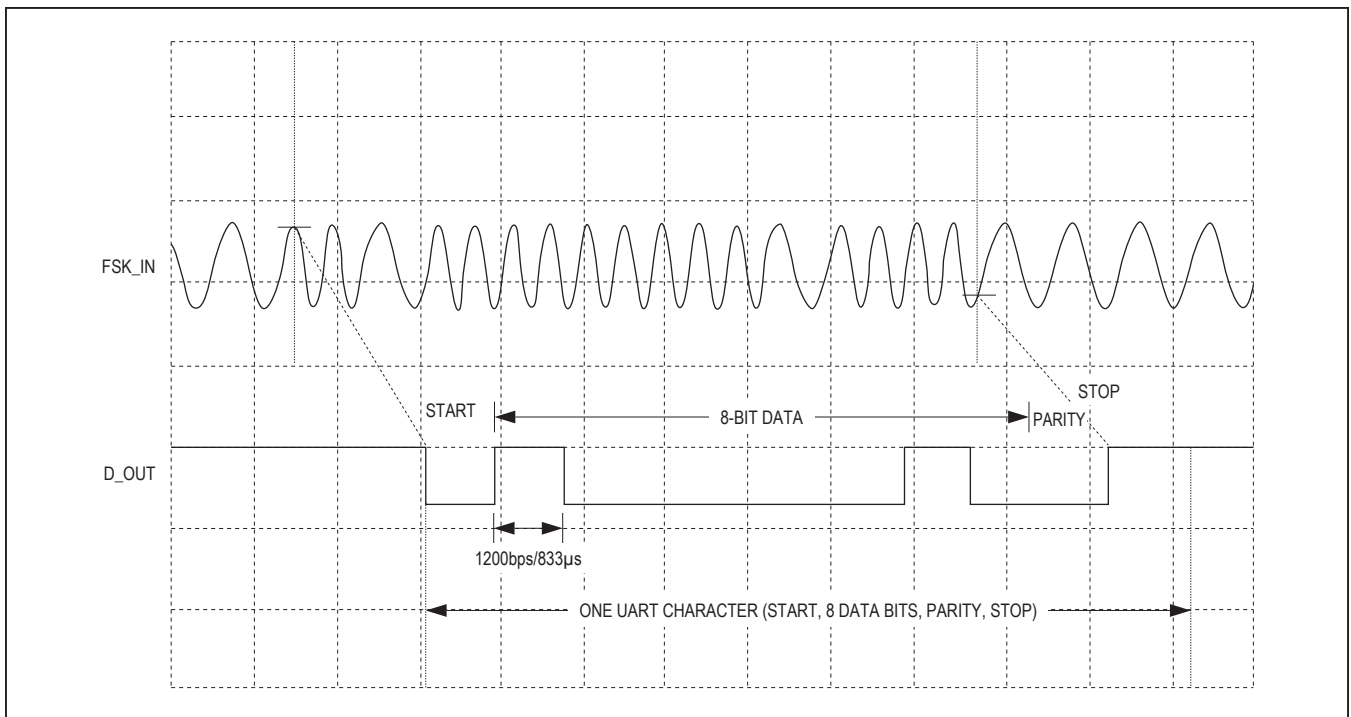 FSK_IN
START
8-BIT DATA
STOP
PARITY
D_OUT
1200bps/833µs
ONE UART CHARACTER (START, 8 DATA BITS, PARITY, STOP)